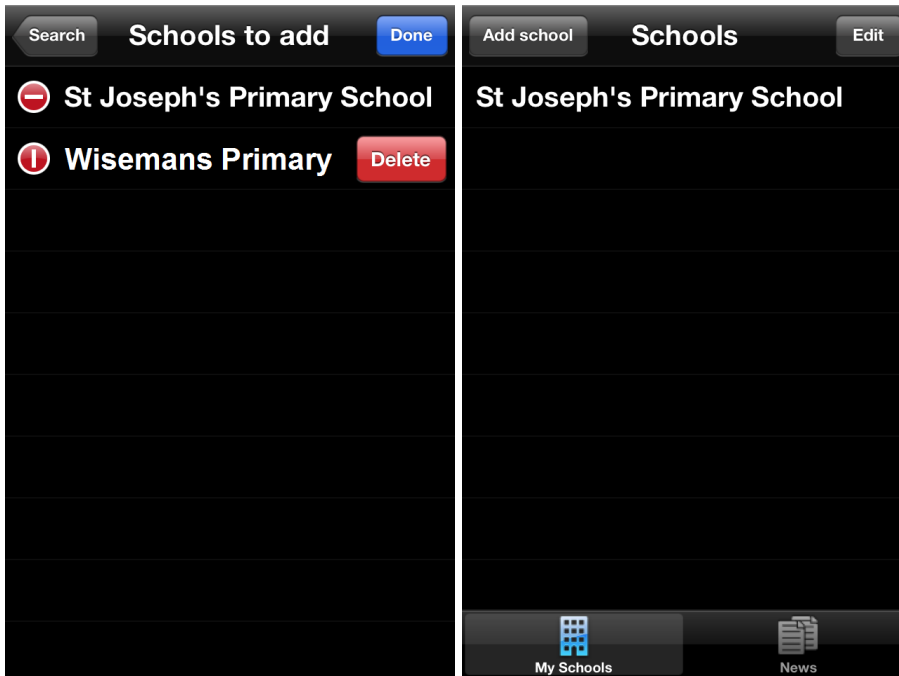 Search Schools to add Done
St Joseph's Primary School
Wisemans Primary Delete
Add school Schools Edit
St Joseph's Primary School
My Schools News